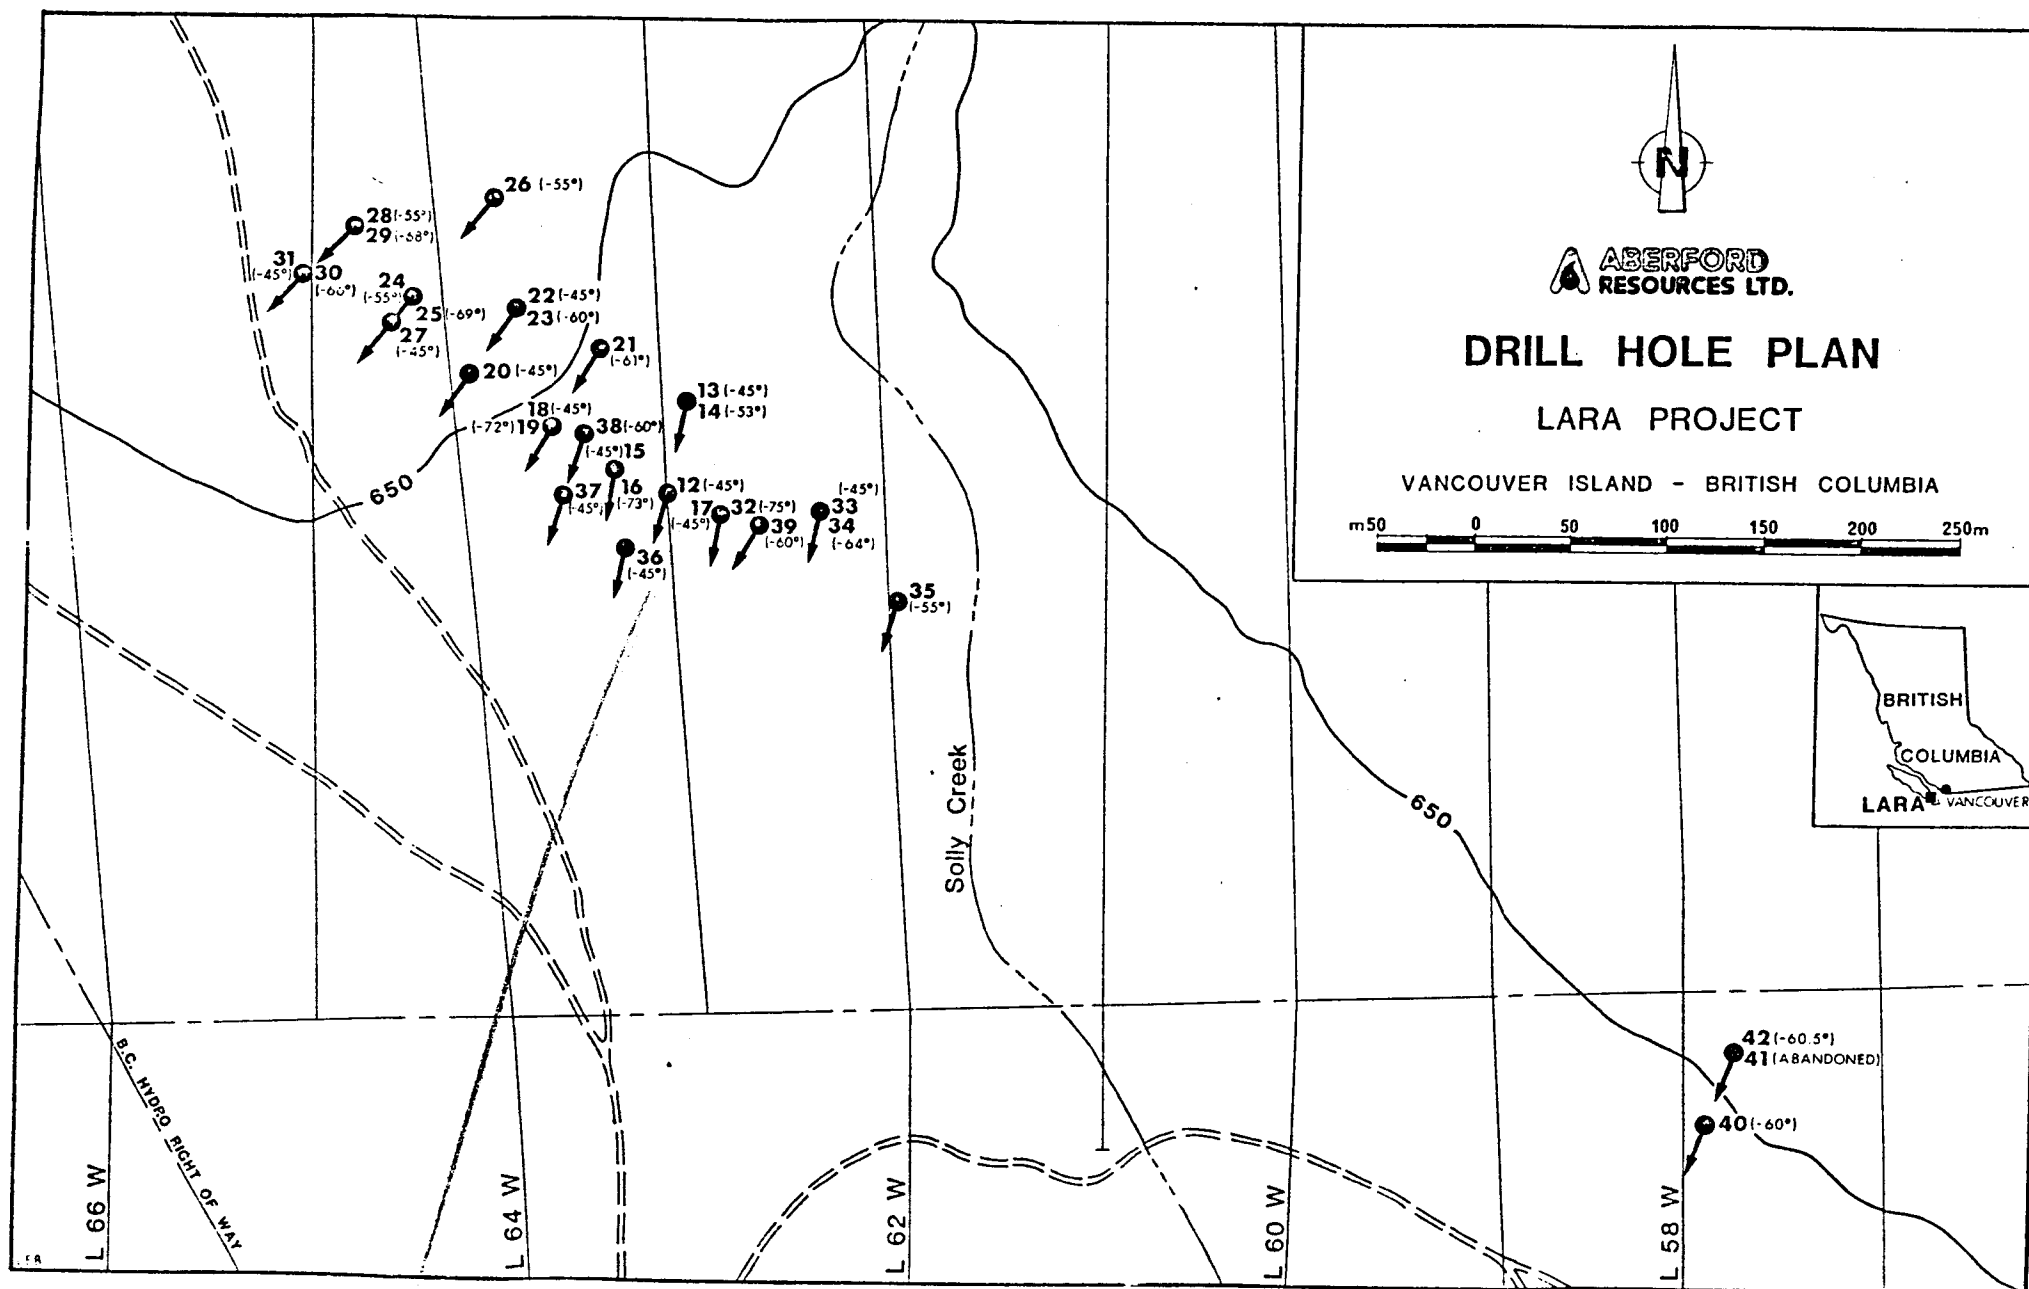 N
ABERFORD
RESOURCES LTD.
DRILL HOLE PLAN
LARA PROJECT
VANCOUVER ISLAND - BRITISH COLUMBIA
m50 0 50 100 150 200 250m
BRITISH
COLUMBIA
LARA
VANCOUVER
26 (-55°)
28 (-55°)
29 (-68°)
31
(-45°)
30
(-60°)
24
(-55°)
25 (-69°)
27
(-45°)
22 (-45°)
23 (-60°)
21
(-61°)
20 (-45°)
13 (-45°)
14 (-53°)
18 (-45°)
(-72°) 19
38 (-60°)
(-45°) 15
16
(-73°)
37
(-45°)
12 (-45°)
17
(-45°)
32 (-75°)
39
(-60°)
(-45°)
33
34
(-64°)
36
(-45°)
35
(-55°)
650
650
Solly Creek
42 (-60.5°)
41 (ABANDONED)
40 (-60°)
B.C. HYDRO RIGHT OF WAY
L 66 W
L 64 W
L 62 W
L 60 W
L 58 W